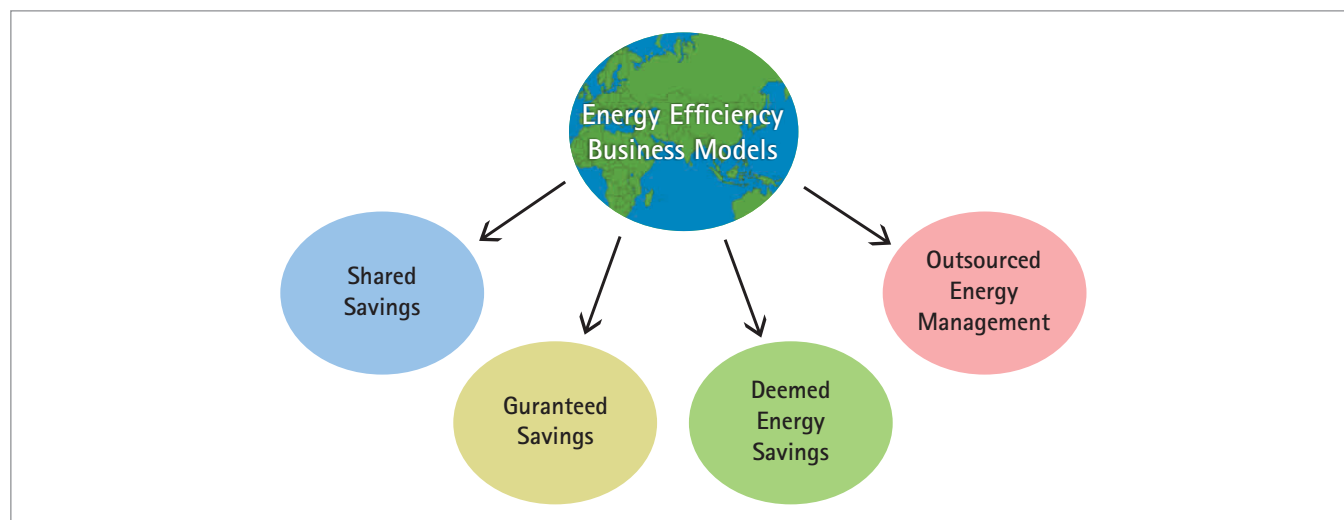 Energy Efficiency
Business Models
Shared
Savings
Guranteed
Savings
Deemed
Energy
Savings
Outsourced
Energy
Management